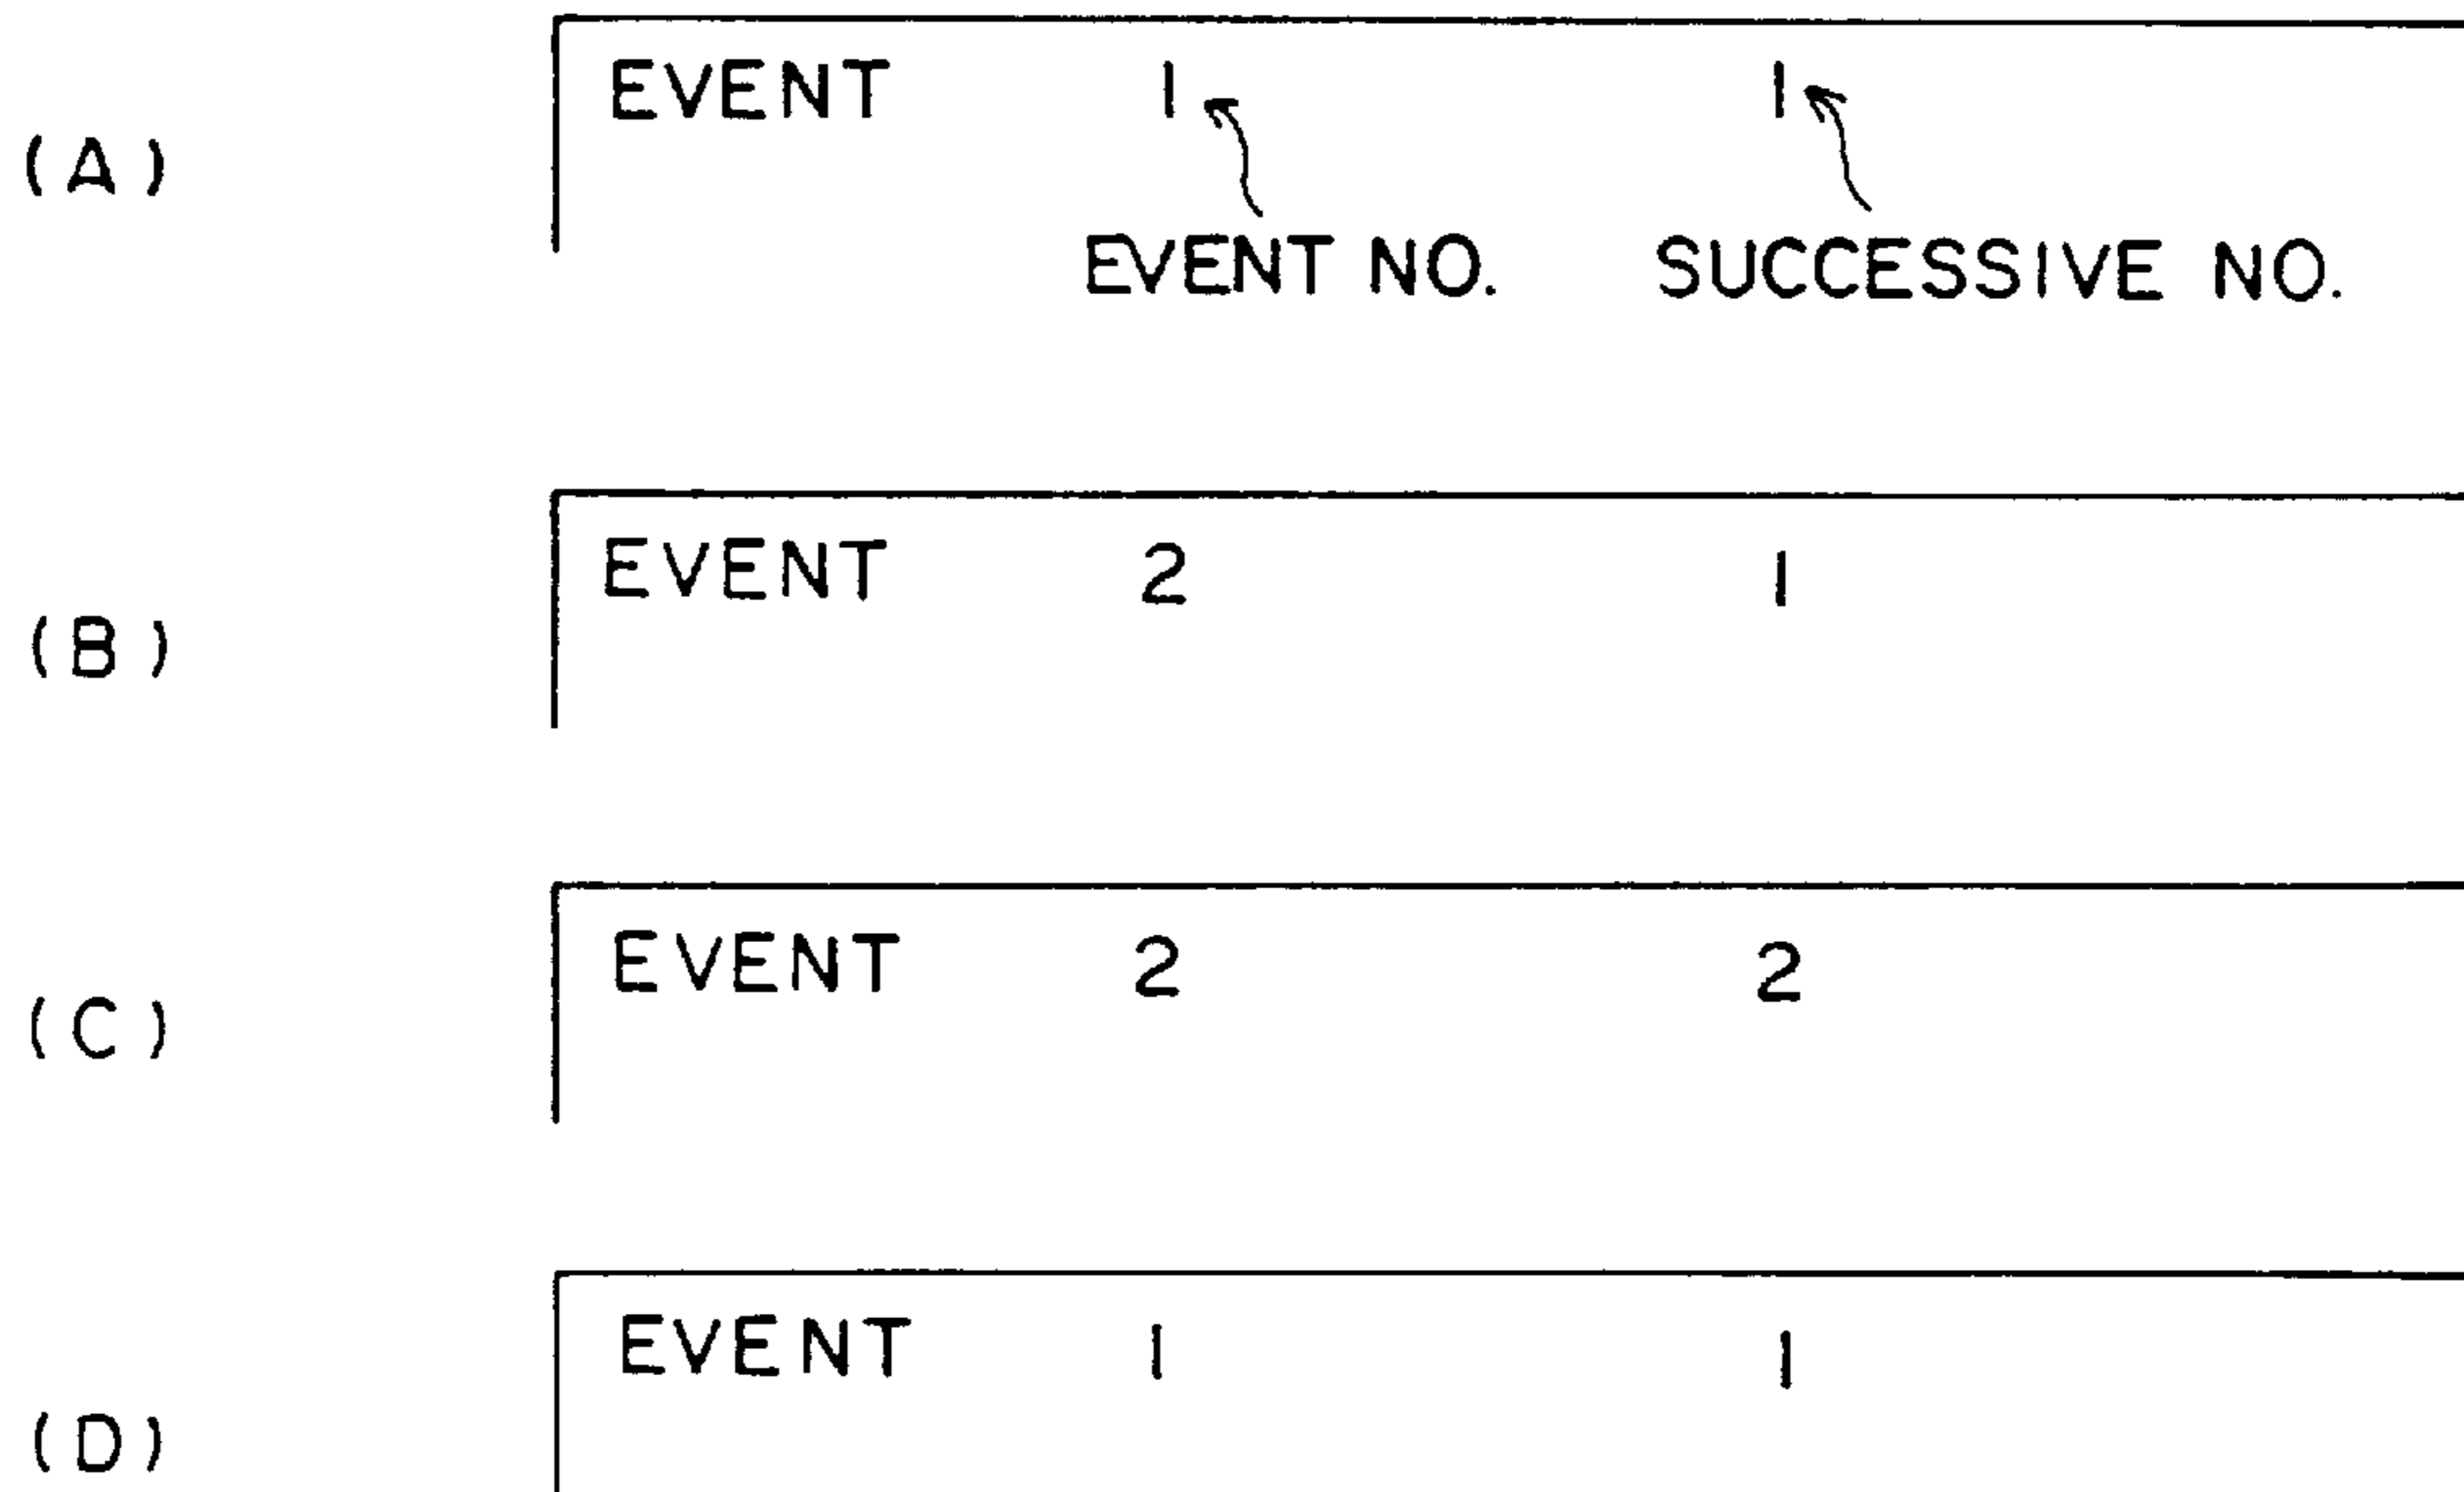 EVENT 1 1
(A)
EVENT NO. SUCCESSIVE NO.
EVENT 2 1
(B)
EVENT 2 2
(C)
EVENT 1 1
(D)